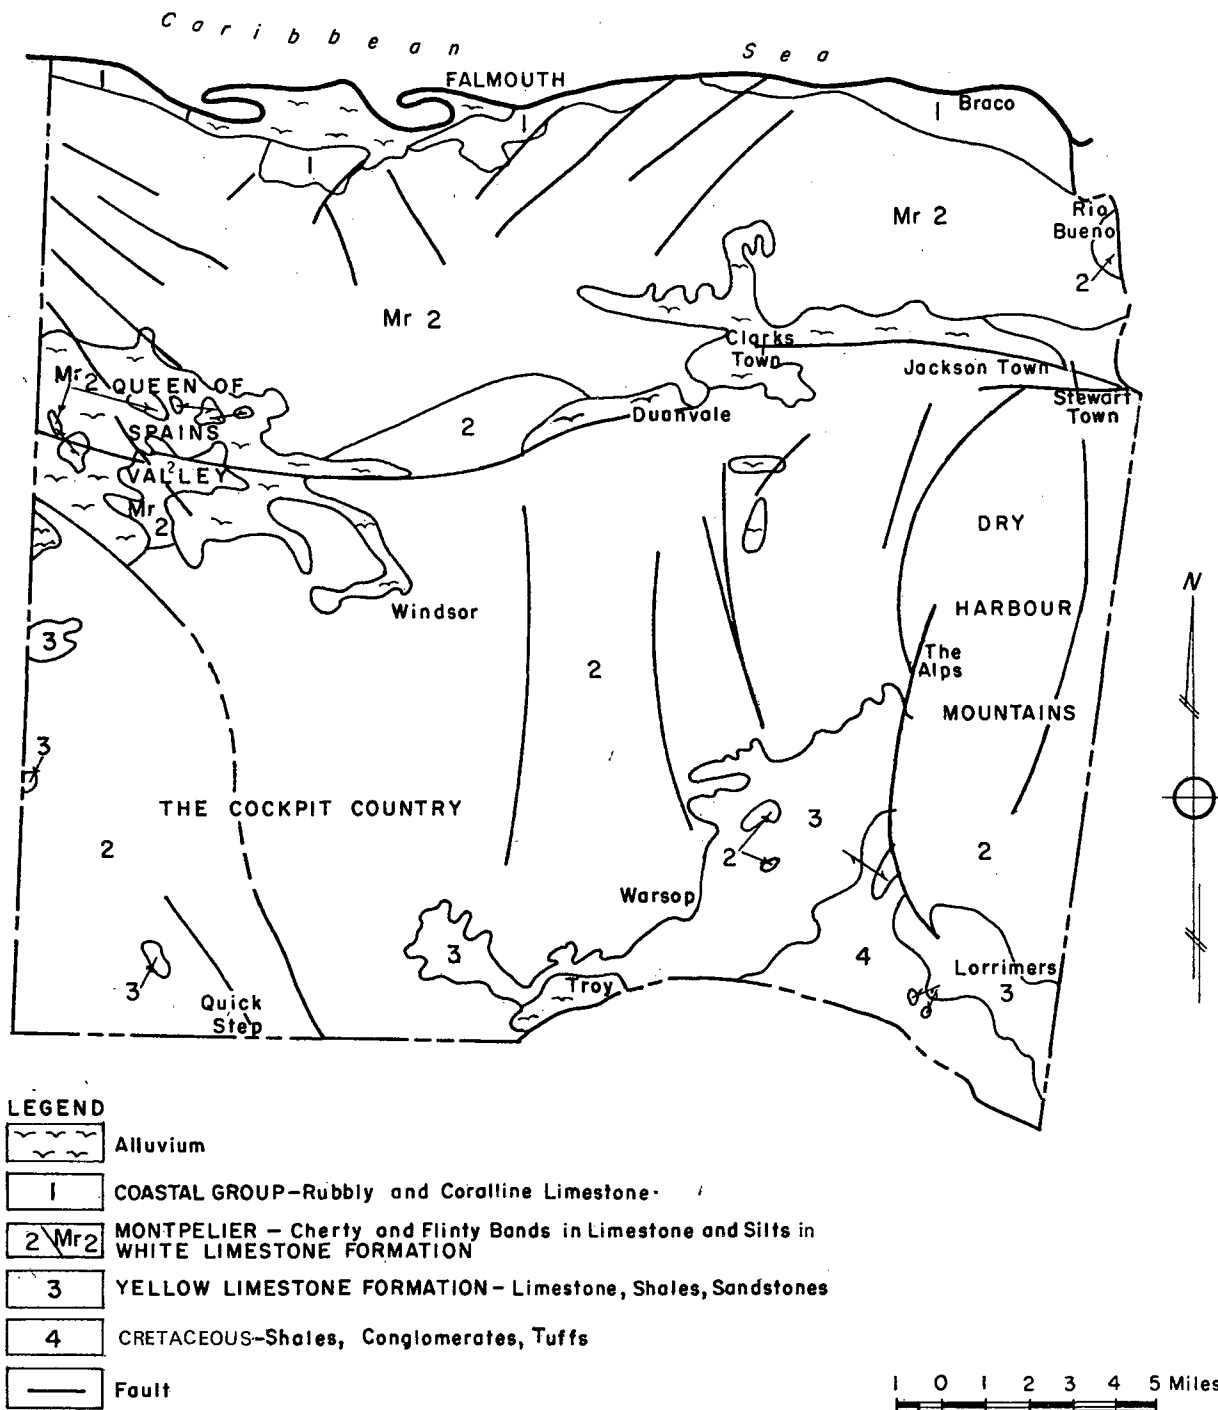 Caribbean Sea
FALMOUTH
1
1
1
1
Braco
Mr 2
Rio
Bueno
2
Mr 2
Clarks
Town
Jackson Town
Stewart
Town
Mr 2
QUEEN OF
SPAINS
VALLEY
2
Mr
2
2
Duanvale
DRY
HARBOUR
MOUNTAINS
Windsor
The
Alps
N
3
2
3
THE COCKPIT COUNTRY
2
3
2
2
Warsop
3
4
Lorrimers
3
Troy
3
Quick
Step
LEGEND
Alluvium
1 COASTAL GROUP-Rubbly and Coralline Limestone
2 Mr2 MONTPELIER - Cherty and Flinty Bands in Limestone and Silts in
WHITE LIMESTONE FORMATION
3 YELLOW LIMESTONE FORMATION - Limestone, Shales, Sandstones
4 CRETACEOUS-Shales, Conglomerates, Tuffs
Fault
1 0 1 2 3 4 5 Miles